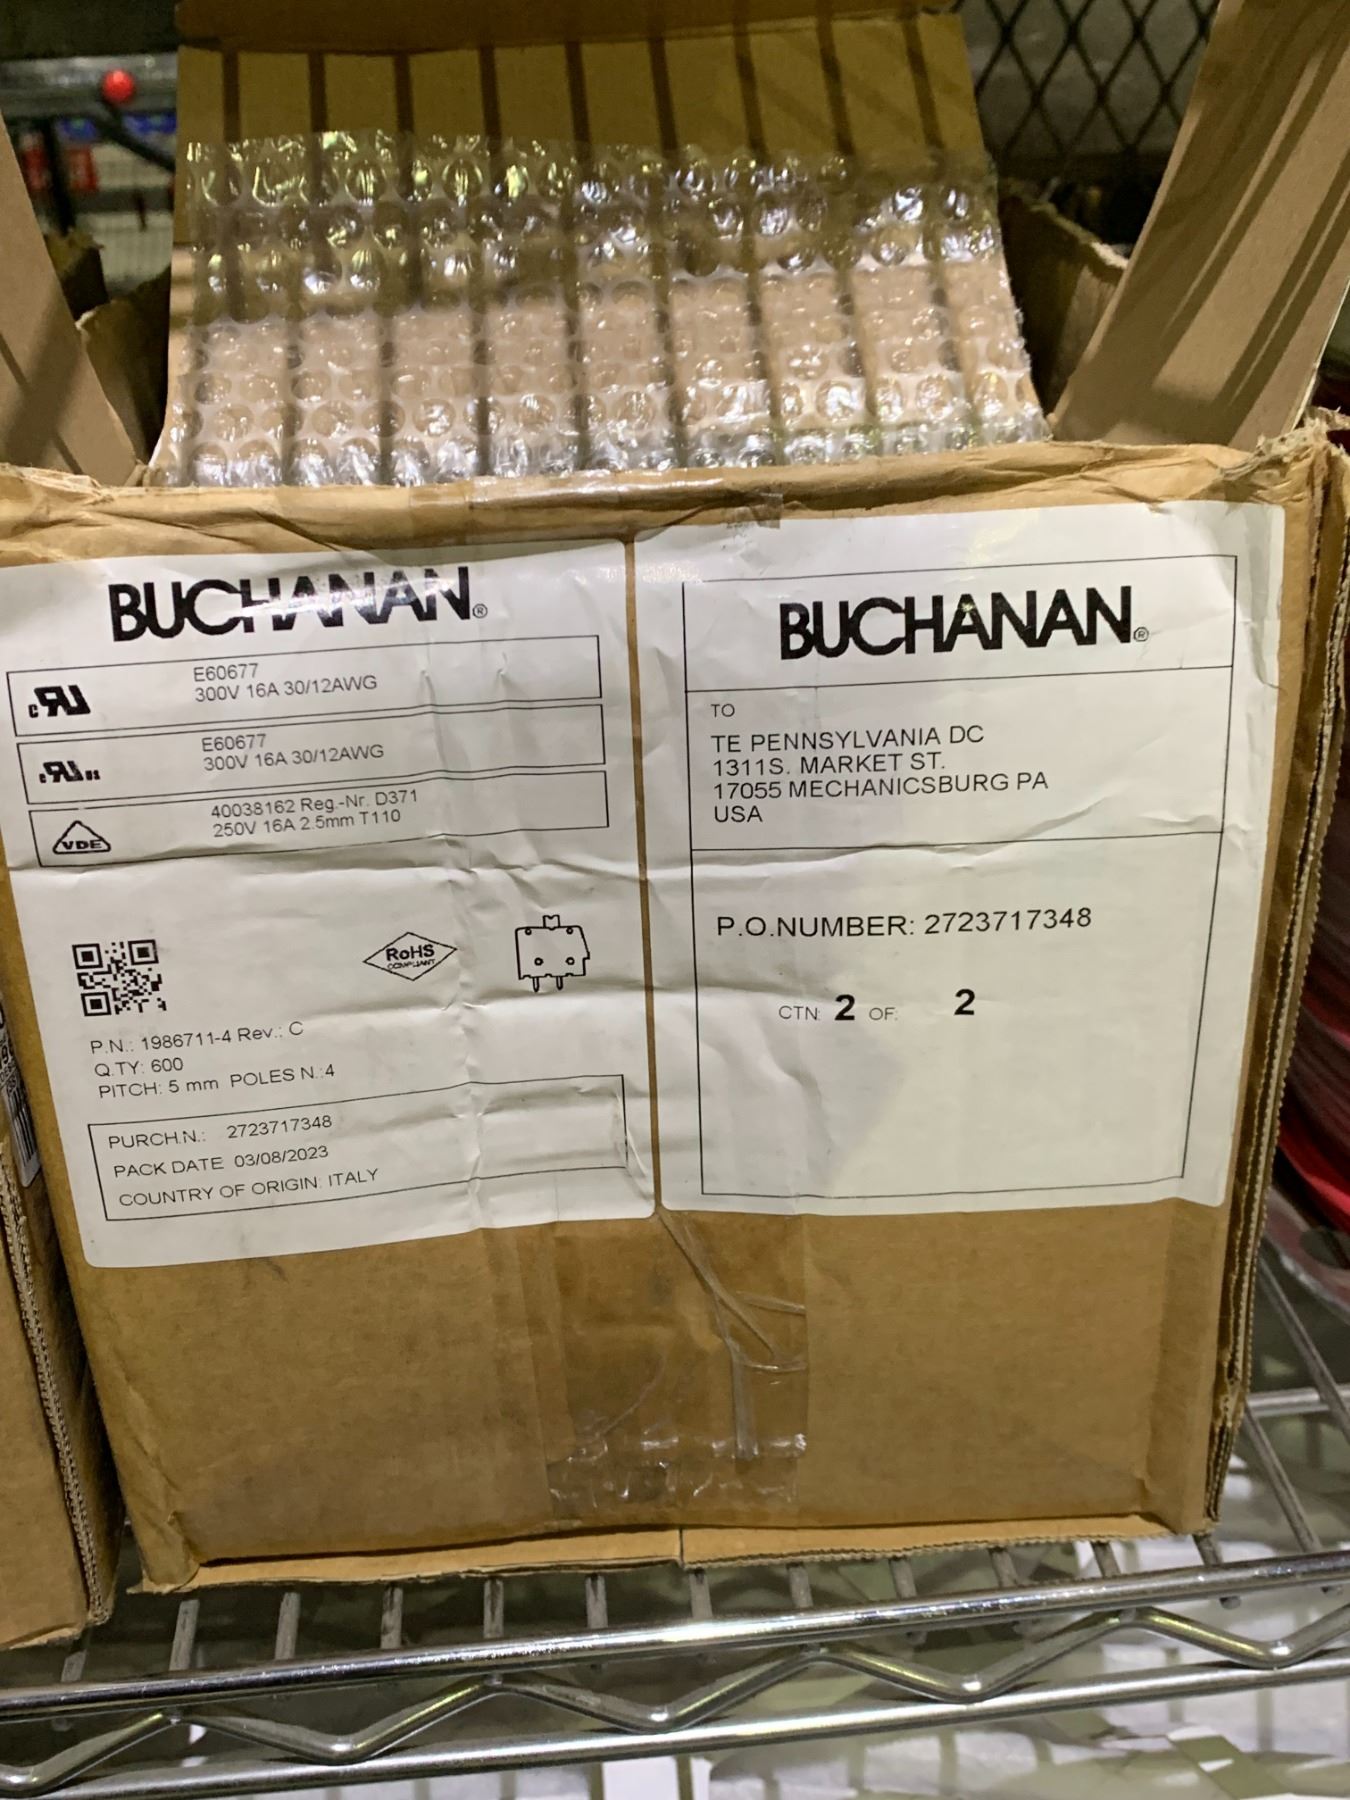 BUCHANAN®
E60677
300V 16A 30/12AWG
E60677
300V 16A 30/12AWG
VDE
40038162 Reg.-Nr. D371
250V 16A 2.5mm T110
RoHS
COMPLIANT
P.N.: 1986711-4 Rev.: C
Q.TY: 600
PITCH: 5 mm POLES N.:4
PURCH.N.: 2723717348
PACK DATE 03/08/2023
COUNTRY OF ORIGIN: ITALY
BUCHANAN®
TO
TE PENNSYLVANIA DC
1311S. MARKET ST.
17055 MECHANICSBURG PA
USA
P.O.NUMBER: 2723717348
CTN: 2 OF: 2